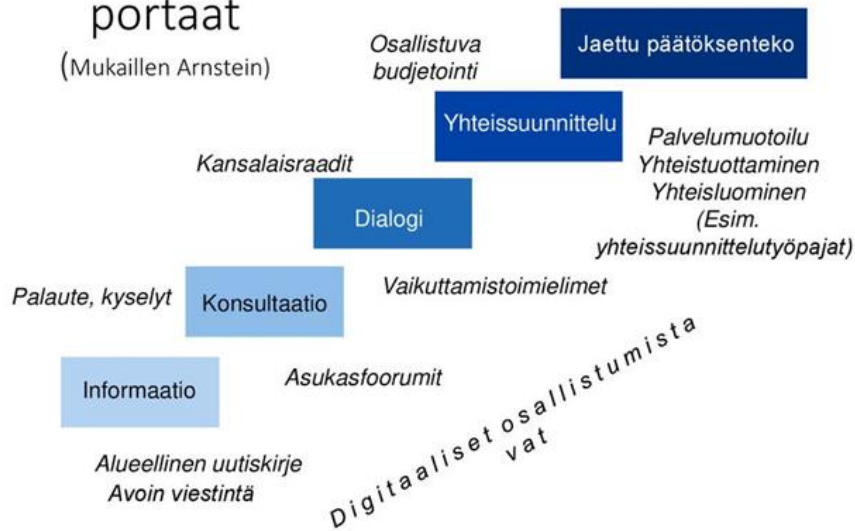 portaat
(Mukaillen Arnstein)
Osallistuva
budjetointi
Jaettu päätöksenteko
Yhteissuunnittelu
Palvelumuotoilu
Yhteistuottaminen
Yhteisluominen
(Esim.
yhteissuunnittelutyöpajat)
Kansalaisraadit
Dialogi
Palaute, kyselyt
Konsultaatio
Vaikuttamistoimielimet
Informaatio
Asukasfoorumit
Alueellinen uutiskirje
Avoin viestintä
Digitaaliset osallistumista
vat